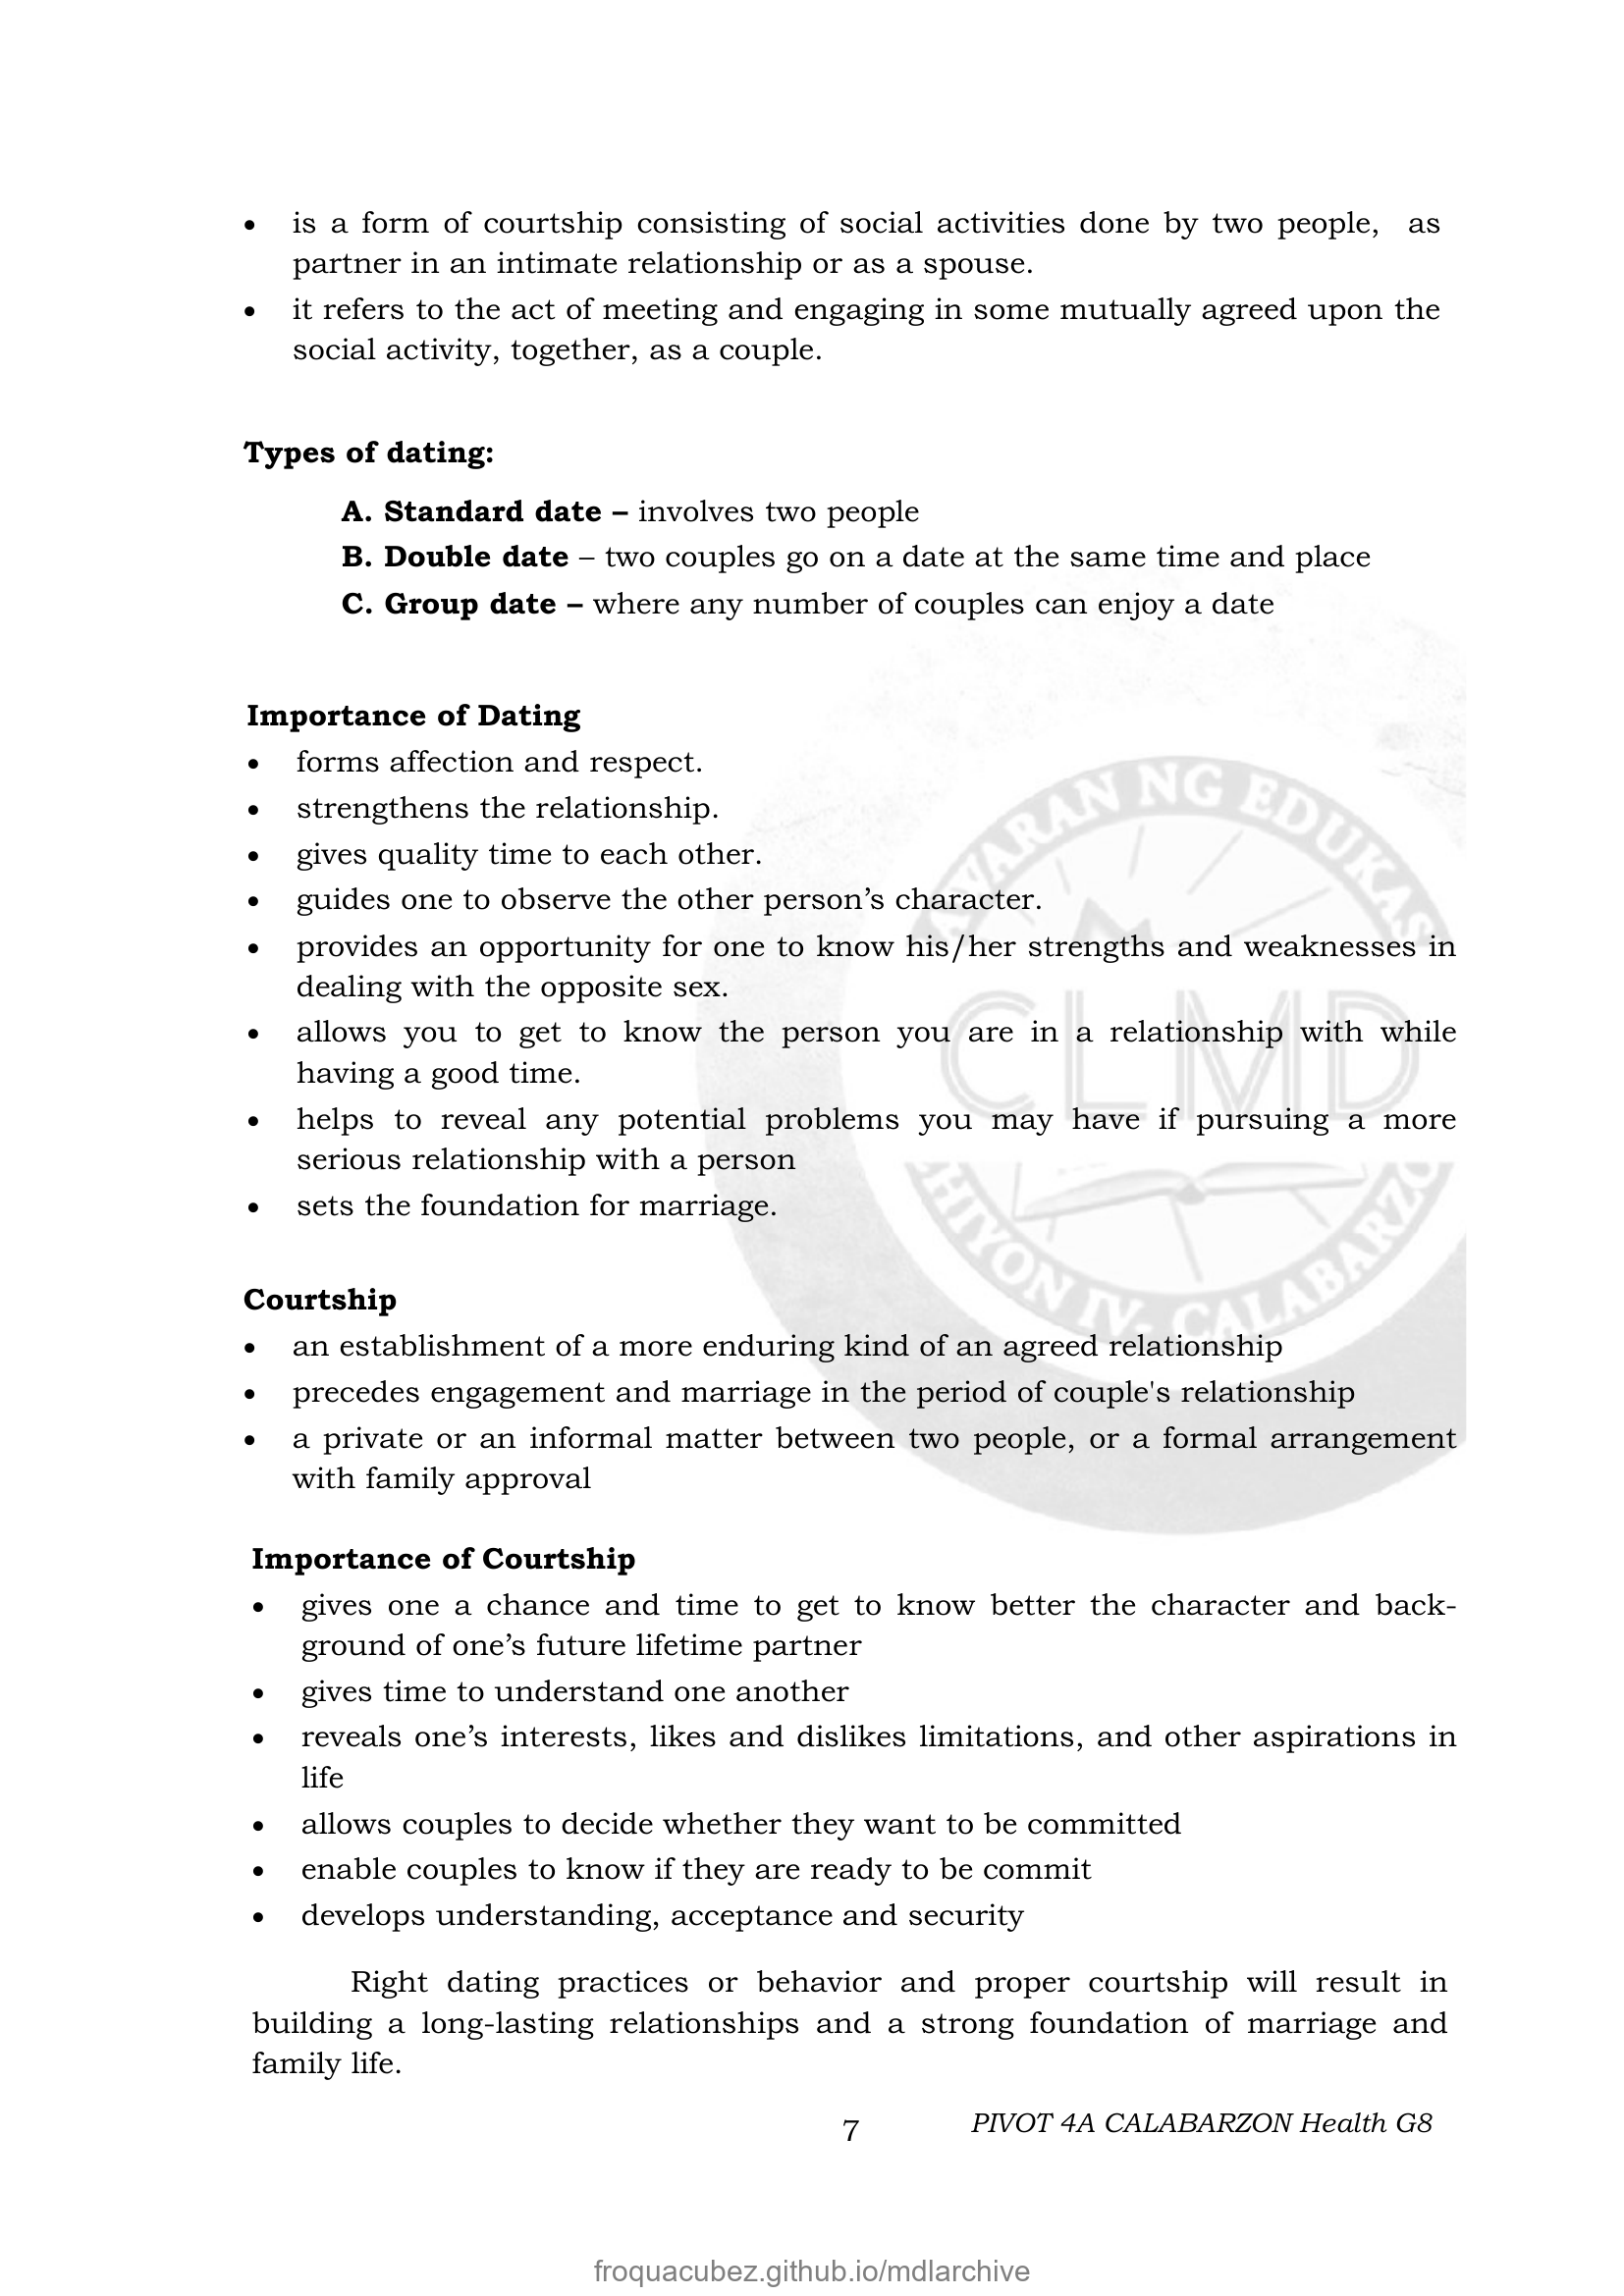 • is a form of courtship consisting of social activities done by two people,  as
partner in an intimate relationship or as a spouse.
• it refers to the act of meeting and engaging in some mutually agreed upon the
social activity, together, as a couple.
Types of dating:
A. Standard date – involves two people
B. Double date – two couples go on a date at the same time and place
C. Group date – where any number of couples can enjoy a date
Importance of Dating
• forms affection and respect.
• strengthens the relationship.
• gives quality time to each other.
• guides one to observe the other person’s character.
• provides an opportunity for one to know his/her strengths and weaknesses in
dealing with the opposite sex.
• allows you to get to know the person you are in a relationship with while
having a good time.
• helps to reveal any potential problems you may have if pursuing a more
serious relationship with a person
• sets the foundation for marriage.
Courtship
• an establishment of a more enduring kind of an agreed relationship
• precedes engagement and marriage in the period of couple's relationship
• a private or an informal matter between two people, or a formal arrangement
with family approval
Importance of Courtship
• gives one a chance and time to get to know better the character and back-
ground of one’s future lifetime partner
• gives time to understand one another
• reveals one’s interests, likes and dislikes limitations, and other aspirations in
life
• allows couples to decide whether they want to be committed
• enable couples to know if they are ready to be commit
• develops understanding, acceptance and security
Right dating practices or behavior and proper courtship will result in
building a long-lasting relationships and a strong foundation of marriage and
family life.
7 PIVOT 4A CALABARZON Health G8
froquacubez.github.io/mdlarchive
AYARAN NG EDUKAS
CLMD
HIYON IV- CALABARZO